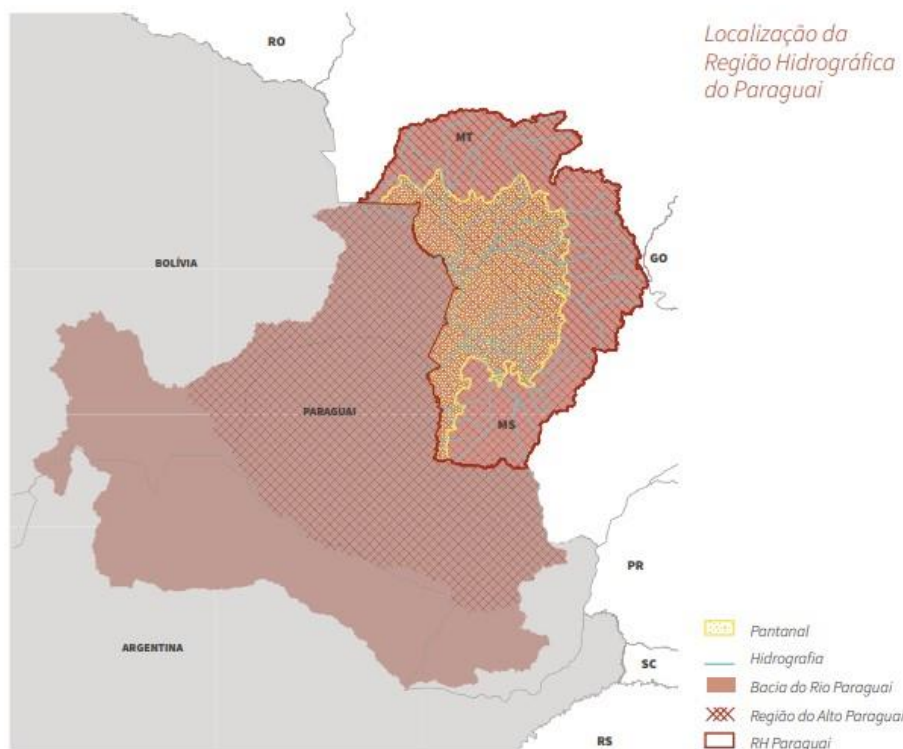 Localização da
Região Hidrográfica
do Paraguai
RO
MT
GO
BOLÍVIA
PARAGUAI
MS
PR
ARGENTINA
SC
RS
Pantanal
Hidrografia
Bacia do Rio Paraguai
Região do Alto Paraguai
RH Paraguai